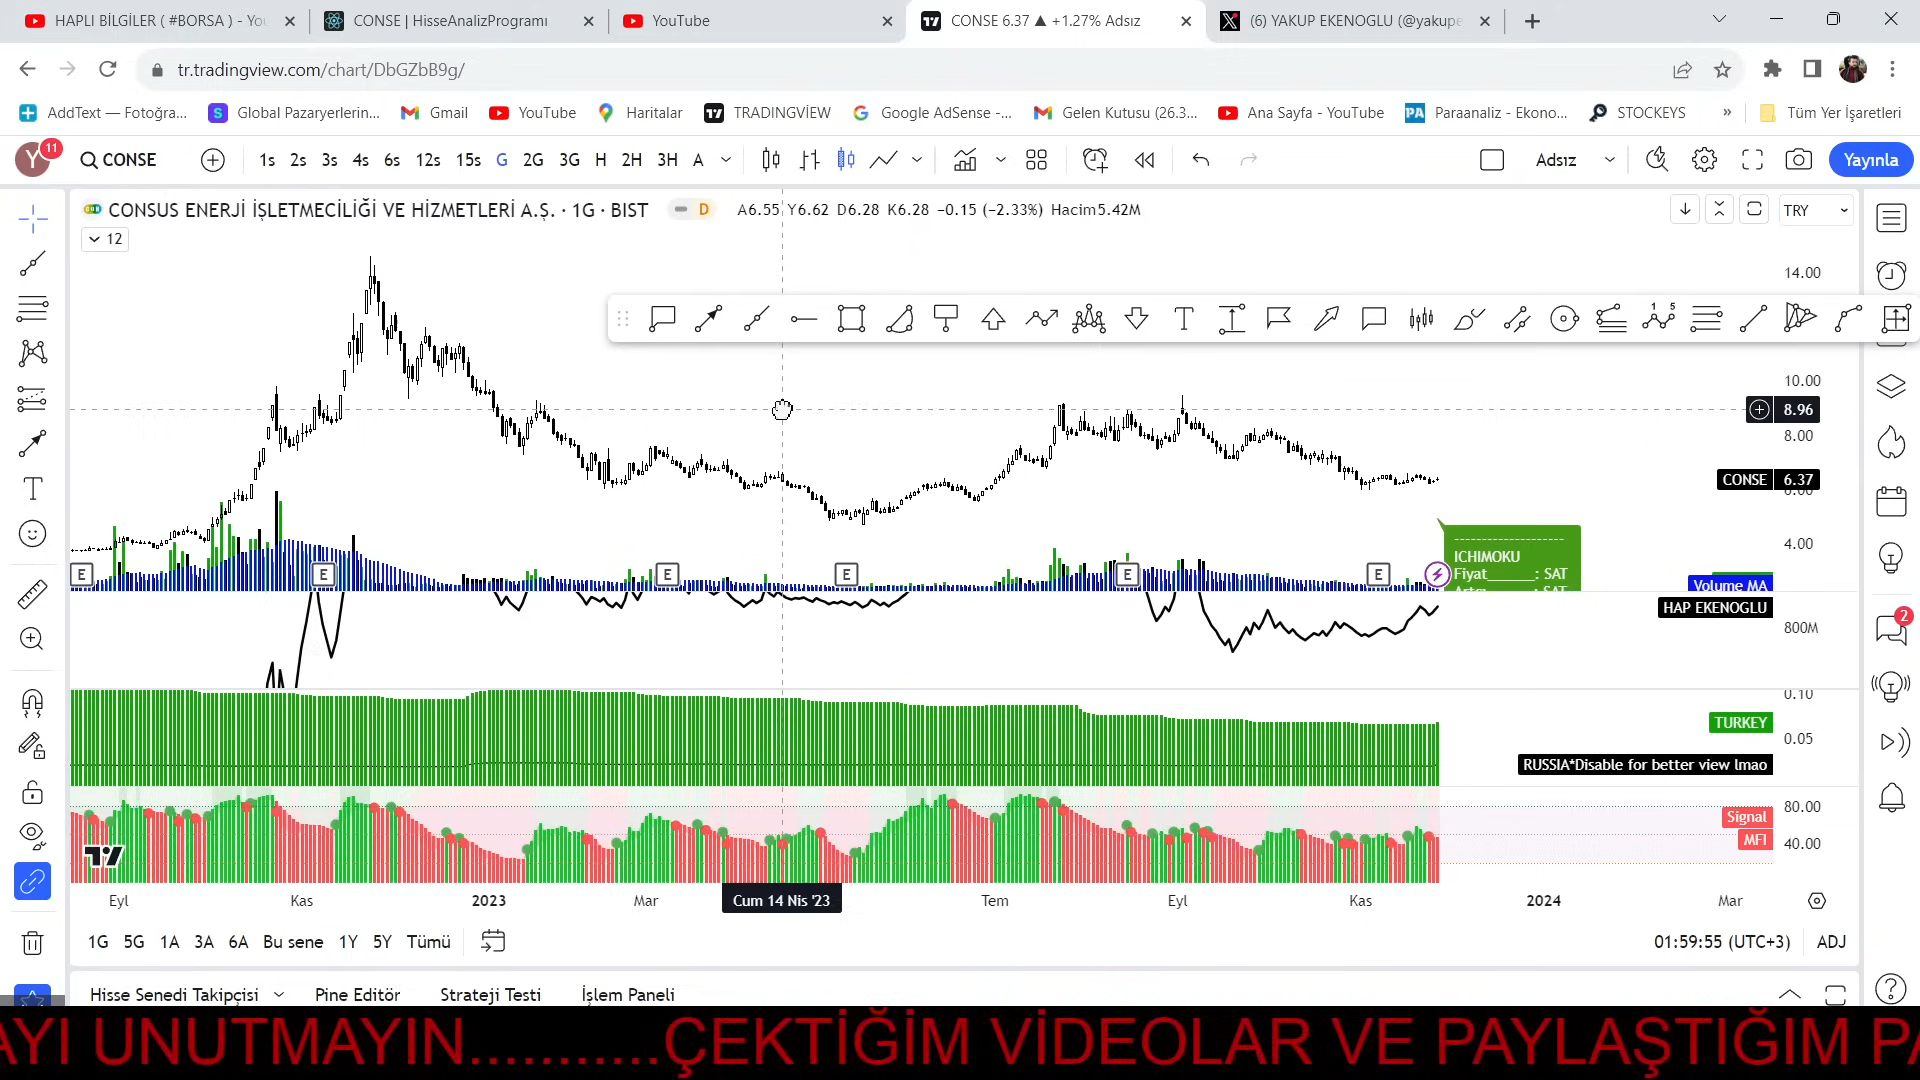 HAPLI BİLGİLER ( #BORSA ) - You
CONSE | HisseAnalizProgramı
YouTube
CONSE 6.37 ▲ +1.27% Adsız
(6) YAKUP EKENOGLU (@yakupe
tr.tradingview.com/chart/DbGZbB9g/
AddText — Fotoğra...
Global Pazaryerlerin...
Gmail
YouTube
Haritalar
TRADINGVİEW
Google AdSense -...
Gelen Kutusu (26.3...
Ana Sayfa - YouTube
Paraanaliz - Ekono...
STOCKEYS
»
Tüm Yer İşaretleri
Y 11
CONSE
1s 2s 3s 4s 6s 12s 15s G 2G 3G H 2H 3H A
Adsız
Yayınla
CONSUS ENERJİ İŞLETMECİLİĞİ VE HİZMETLERİ A.Ş. · 1G · BIST
D
A6.55 Y6.62 D6.28 K6.28 −0.15 (−2.33%) Hacim5.42M
TRY
12
14.00
10.00
8.96
8.00
CONSE 6.37
6.00
4.00
--------------------
ICHIMOKU
Fiyat______: SAT
E E E E E E
Volume MA
HAP EKENOGLU
800M
0.10
TURKEY
0.05
RUSSIA*Disable for better view lmao
80.00
Signal
MFI
40.00
Eyl Kas 2023 Mar Cum 14 Nis '23 Tem Eyl Kas 2024 Mar
1G 5G 1A 3A 6A Bu sene 1Y 5Y Tümü
01:59:55 (UTC+3) ADJ
2
Hisse Senedi Takipçisi
Pine Editör
Strateji Testi
İşlem Paneli
AYI UNUTMAYIN...........ÇEKTİĞİM VİDEOLAR VE PAYLAŞTIĞIM PA